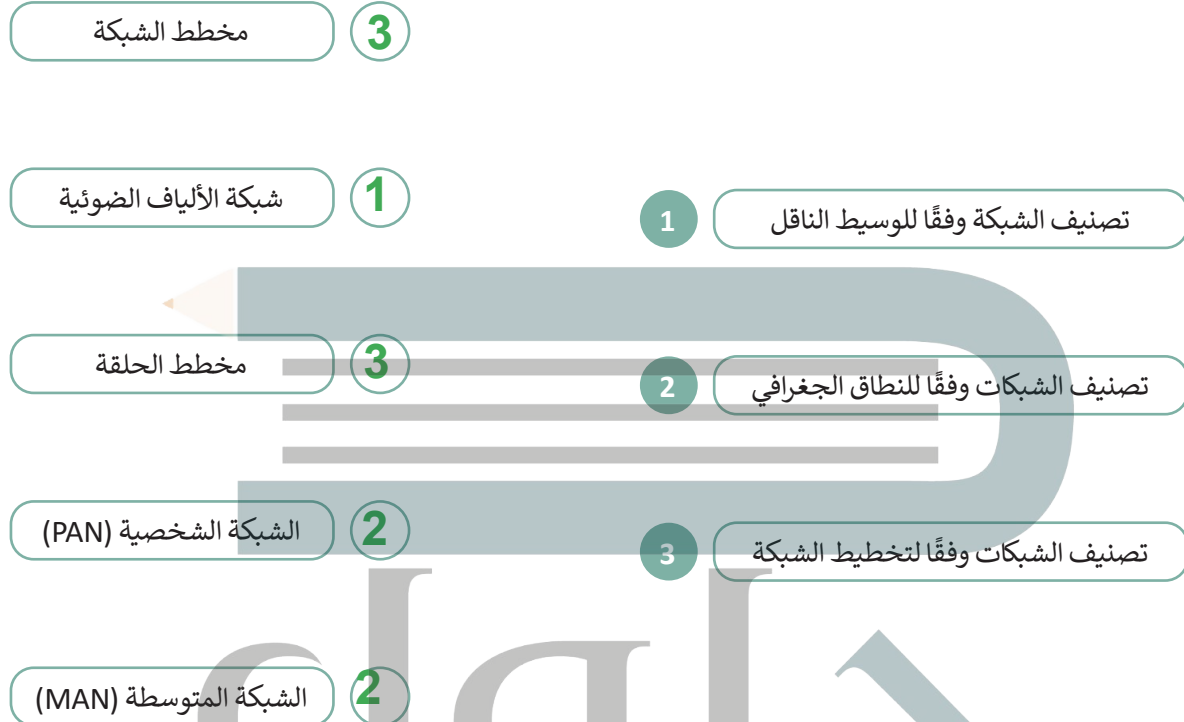 3 مخطط الشبكة
1 شبكة الألياف الضوئية
تصنيف الشبكة وفقًا للوسيط الناقل 1
3 مخطط الحلقة
تصنيف الشبكات وفقًا للنطاق الجغرافي 2
2 الشبكة الشخصية (PAN)
تصنيف الشبكات وفقًا لتخطيط الشبكة 3
2 الشبكة المتوسطة (MAN)